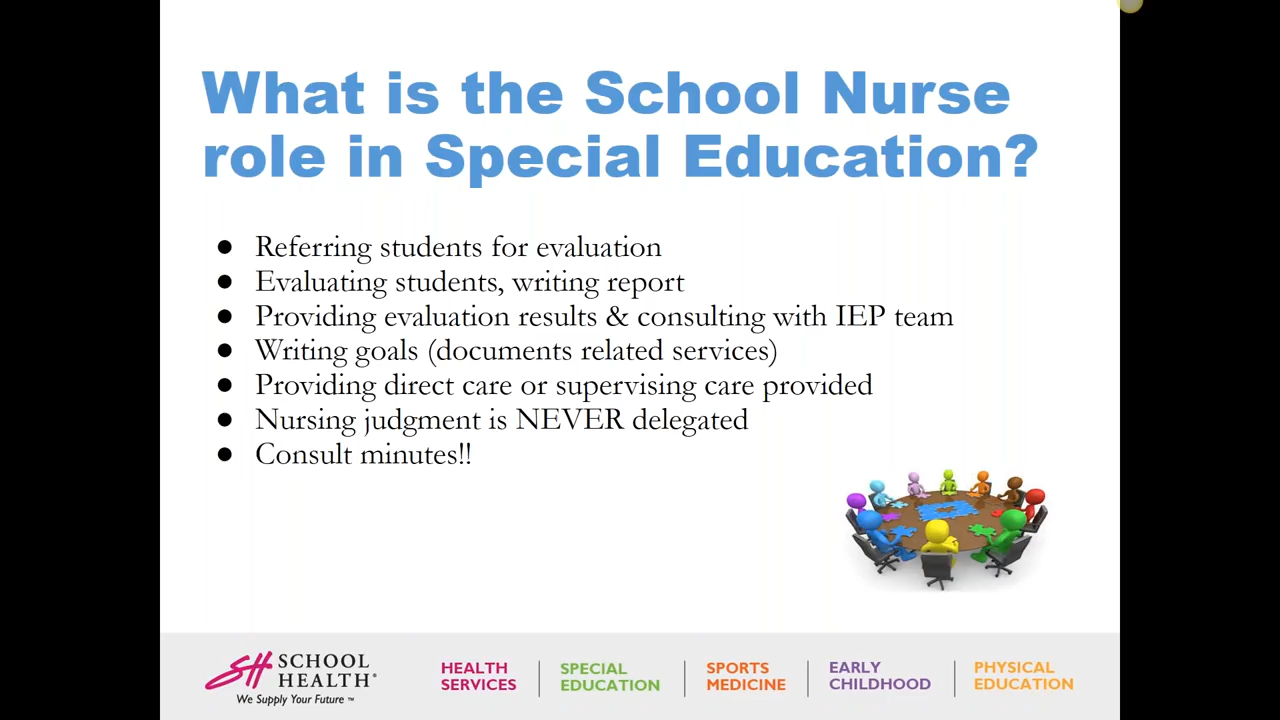 What is the School Nurse
role in Special Education?
● Referring students for evaluation
● Evaluating students, writing report
● Providing evaluation results & consulting with IEP team
● Writing goals (documents related services)
● Providing direct care or supervising care provided
● Nursing judgment is NEVER delegated
● Consult minutes!!
SH SCHOOL
HEALTH®
We Supply Your Future ™
HEALTH
SERVICES
SPECIAL
EDUCATION
SPORTS
MEDICINE
EARLY
CHILDHOOD
PHYSICAL
EDUCATION